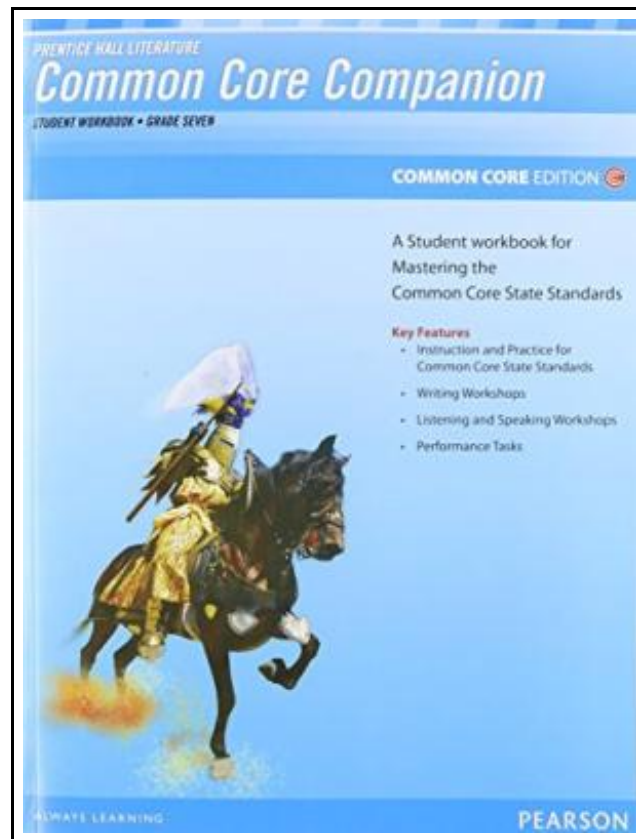 PRENTICE HALL LITERATURE
Common Core Companion
STUDENT WORKBOOK • GRADE SEVEN
COMMON CORE EDITION
A Student workbook for
Mastering the
Common Core State Standards
Key Features
• Instruction and Practice for
Common Core State Standards
• Writing Workshops
• Listening and Speaking Workshops
• Performance Tasks
ALWAYS LEARNING
PEARSON